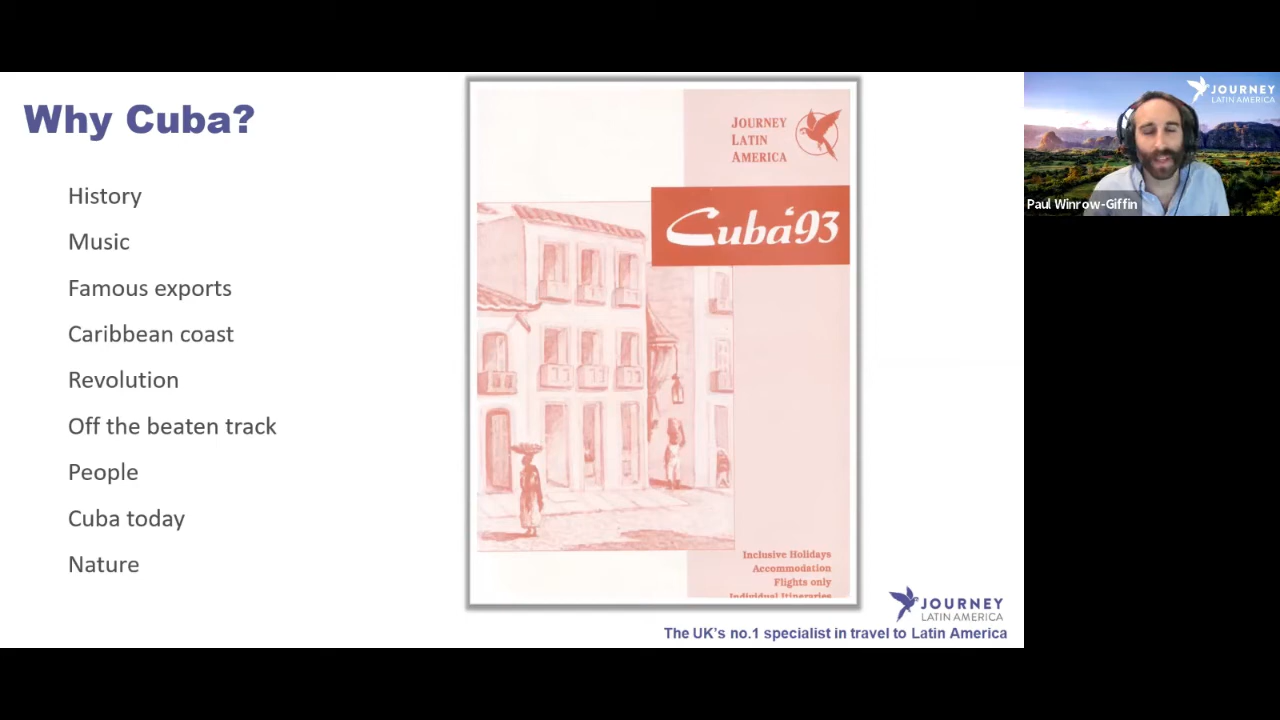 Why Cuba?
History
Music
Famous exports
Caribbean coast
Revolution
Off the beaten track
People
Cuba today
Nature
JOURNEY
LATIN
AMERICA
Cuba '93
Inclusive Holidays
Accommodation
Flights only
Individual Itineraries
JOURNEY
LATIN AMERICA
The UK's no.1 specialist in travel to Latin America
JOURNEY
LATIN AMERICA
Paul Winrow-Giffin